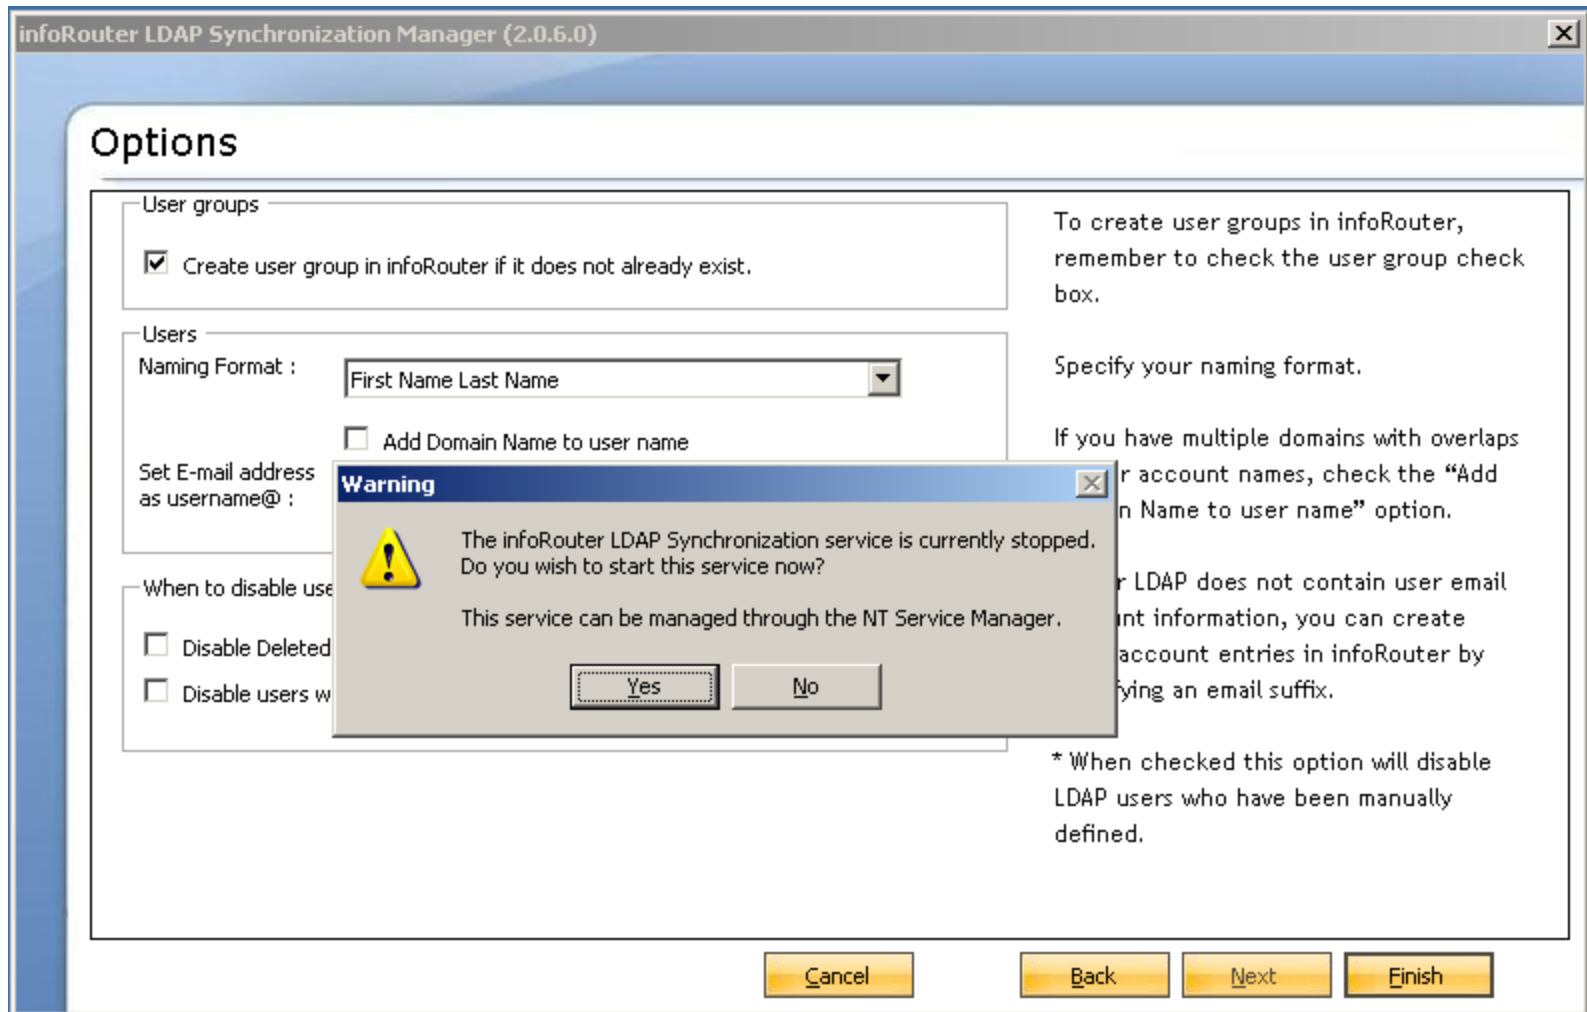 infoRouter LDAP Synchronization Manager (2.0.6.0)
Options
User groups
Create user group in infoRouter if it does not already exist.
Users
Naming Format :
First Name Last Name
Add Domain Name to user name
Set E-mail address
as username@ :
When to disable use
Disable Deleted
Disable users w
Warning
The infoRouter LDAP Synchronization service is currently stopped.
Do you wish to start this service now?
This service can be managed through the NT Service Manager.
Yes
No
To create user groups in infoRouter,
remember to check the user group check
box.
Specify your naming format.
If you have multiple domains with overlaps
r account names, check the “Add
n Name to user name” option.
r LDAP does not contain user email
nt information, you can create
account entries in infoRouter by
ying an email suffix.
* When checked this option will disable
LDAP users who have been manually
defined.
Cancel
Back
Next
Finish